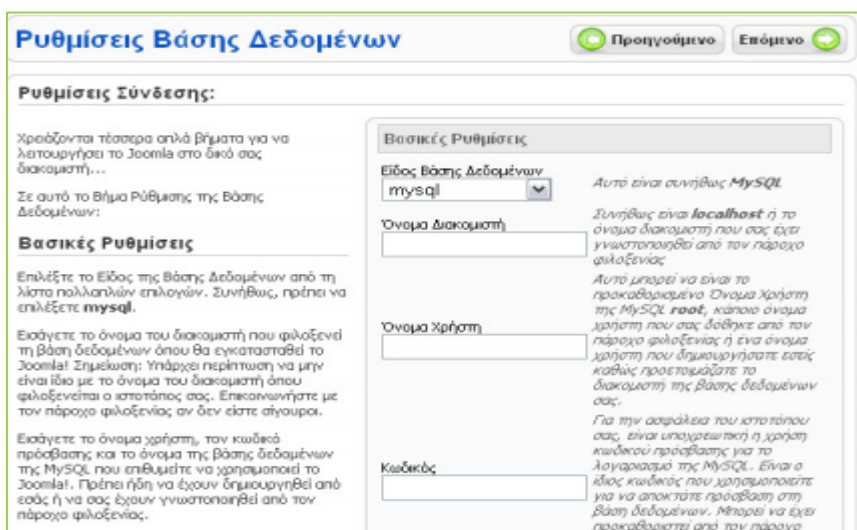 Ρυθμίσεις Βάσης Δεδομένων
Προηγούμενο
Επόμενο
Ρυθμίσεις Σύνδεσης:
Χρειάζονται τέσσερα απλά βήματα για να
λειτουργήσει το Joomla στο δικό σας
διακομιστή...
Σε αυτό το Βήμα Ρύθμισης της Βάσης
Δεδομένων:
Βασικές Ρυθμίσεις
Επιλέξτε το Είδος της Βάσης Δεδομένων από τη
λίστα πολλαπλών επιλογών. Συνήθως, πρέπει να
επιλέξετε mysql.
Εισάγετε το όνομα του διακομιστή που φιλοξενεί
τη βάση δεδομένων όπου θα εγκατασταθεί το
Joomla! Σημείωση: Υπάρχει περίπτωση να μην
είναι ίδιο με το όνομα του διακομιστή όπου
φιλοξενείται ο ιστοτόπος σας. Επικοινωνήστε με
τον πάροχο φιλοξενίας αν δεν είστε σίγουροι.
Εισάγετε το όνομα χρήστη, τον κωδικό
πρόσβασης και το όνομα της βάσης δεδομένων
της MySQL που επιθυμείτε να χρησιμοποιεί το
Joomla!. Πρέπει ήδη να έχουν δημιουργηθεί από
εσάς ή να σας έχουν γνωστοποιηθεί από τον
πάροχο φιλοξενίας.
Βασικές Ρυθμίσεις
Είδος Βάσης Δεδομένων
mysql
Αυτό είναι συνήθως MySQL
Όνομα Διακομιστή
Συνήθως είναι localhost ή το
όνομα διακομιστή που σας έχει
γνωστοποιηθεί από τον πάροχο
φιλοξενίας
Όνομα Χρήστη
Αυτό μπορεί να είναι το
προκαθορισμένο Όνομα Χρήστη
της MySQL root, κάποιο όνομα
χρήστη που σας δόθηκε από τον
πάροχο φιλοξενίας ή ένα όνομα
χρήστη που δημιουργήσατε εσείς
καθώς προετοιμάζατε το
διακομιστή της βάσης δεδομένων
σας.
Κωδικός
Για την ασφάλεια του ιστοτόπου
σας, είναι υποχρεωτική η χρήση
κωδικού πρόσβασης για το
λογαριασμό της MySQL. Είναι ο
ίδιος κωδικός που χρησιμοποιείτε
για να αποκτάτε πρόσβαση στη
βάση δεδομένων. Μπορεί να έχει
προκαθοριστεί από τον πάροχο